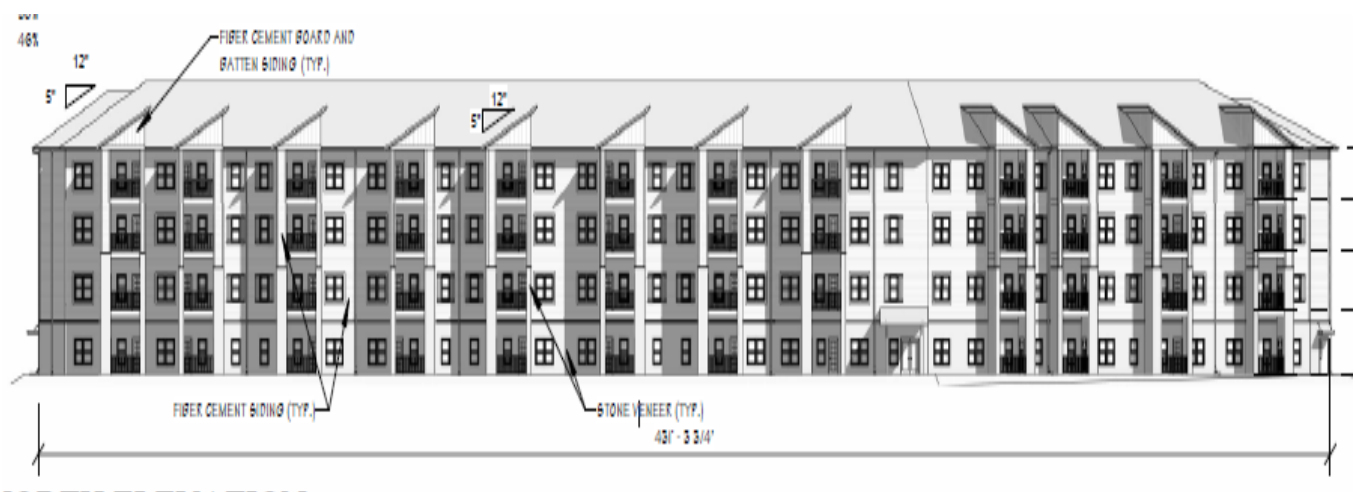 46%
FIBER CEMENT BOARD AND
BATTEN SIDING (TYP.)
12"
5"
12"
5"
FIBER CEMENT SIDING (TYP.)
STONE VENEER (TYP.)
431' - 3 3/4"